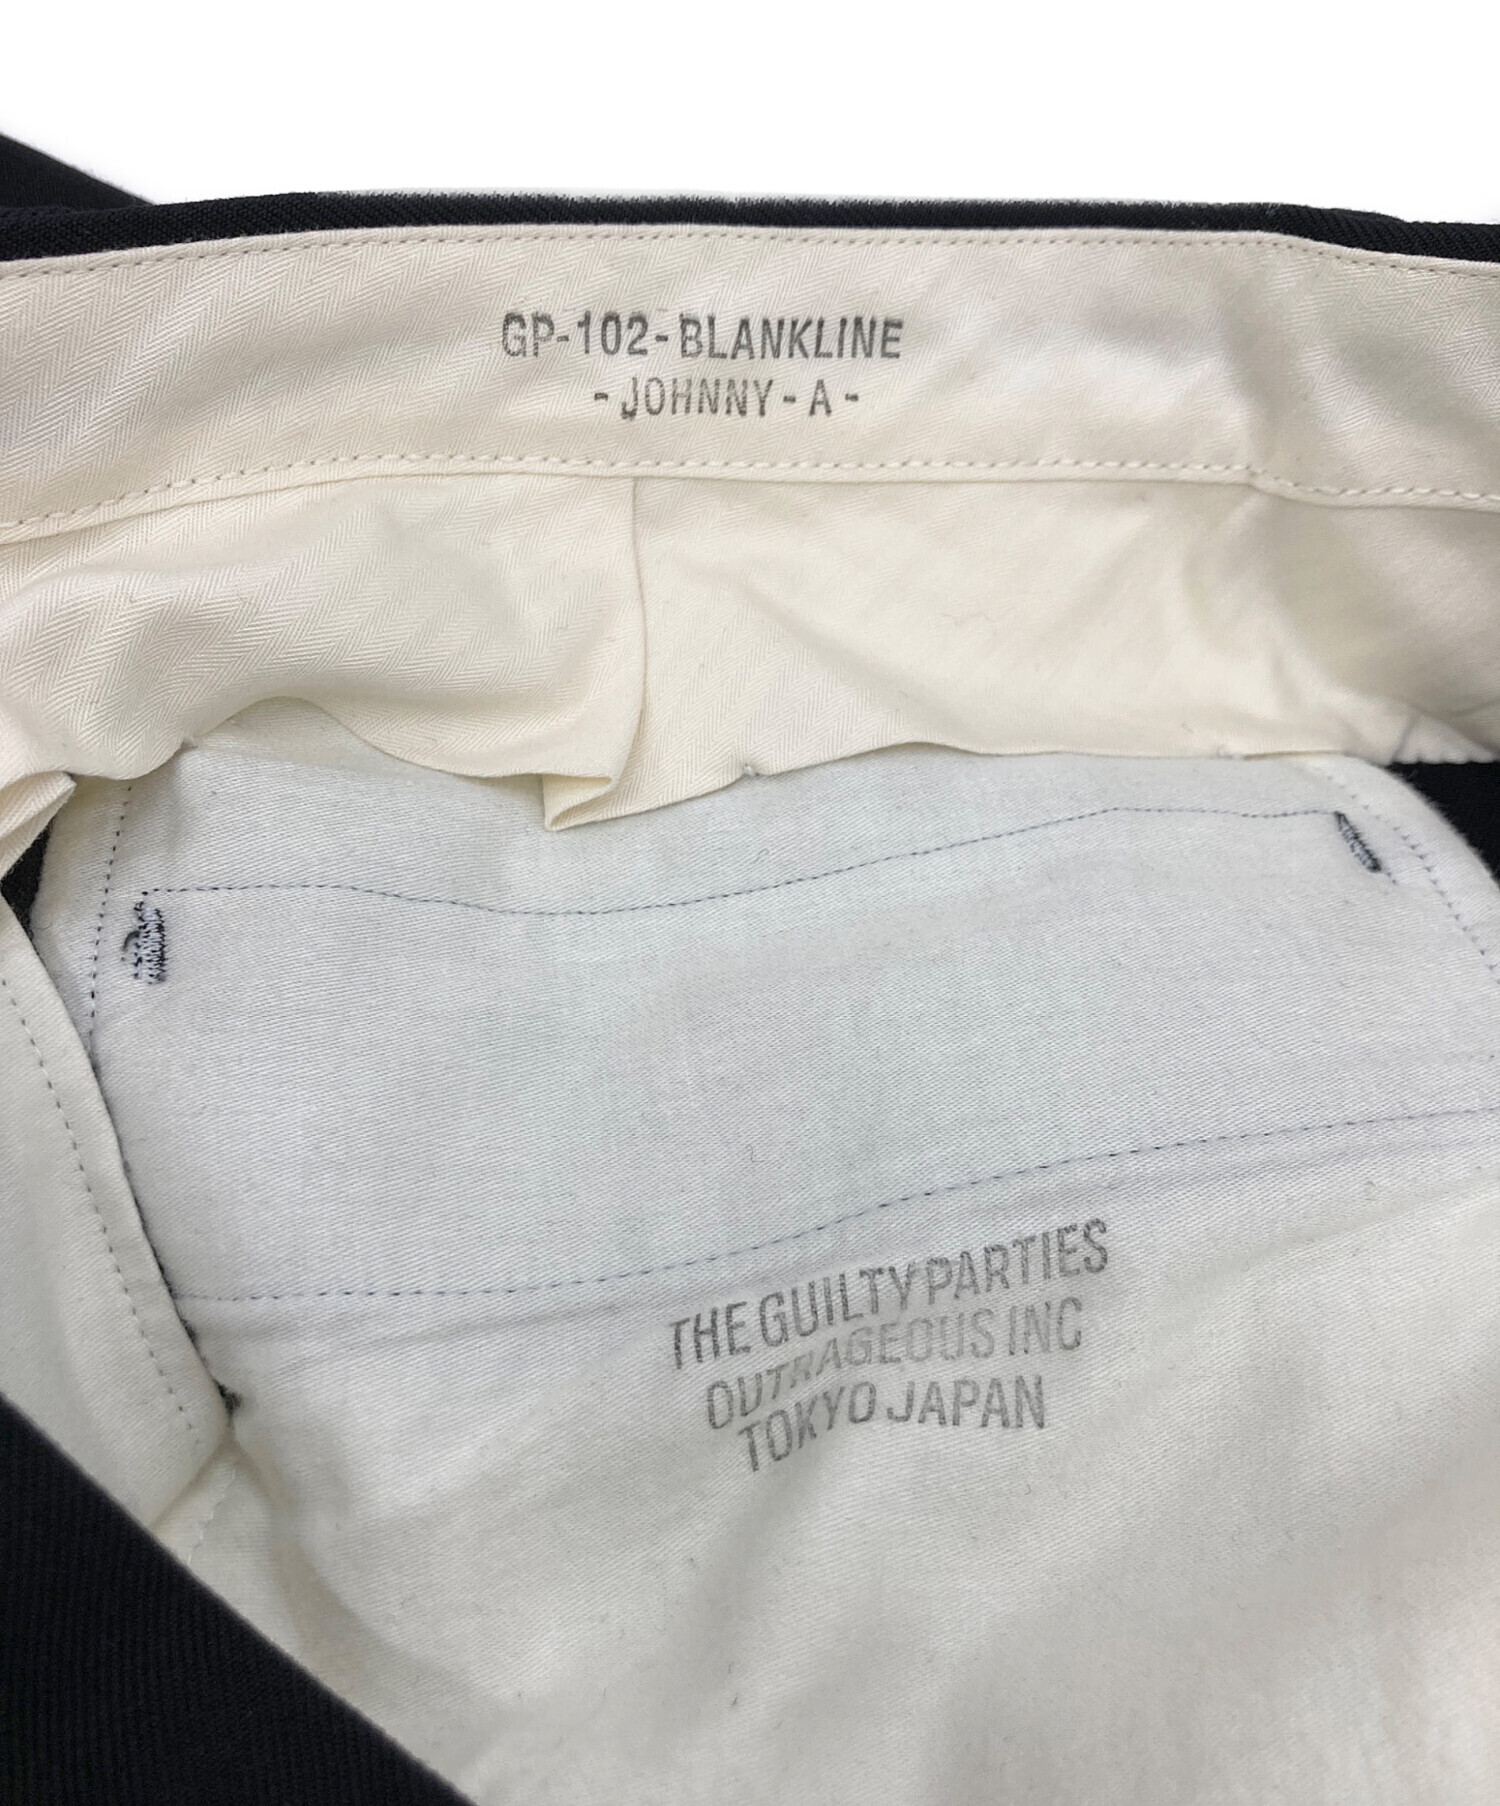 GP-102-BLANKLINE
-JOHNNY-A-
THE GUILTY PARTIES
OUTRAGEOUS INC
TOKYO JAPAN